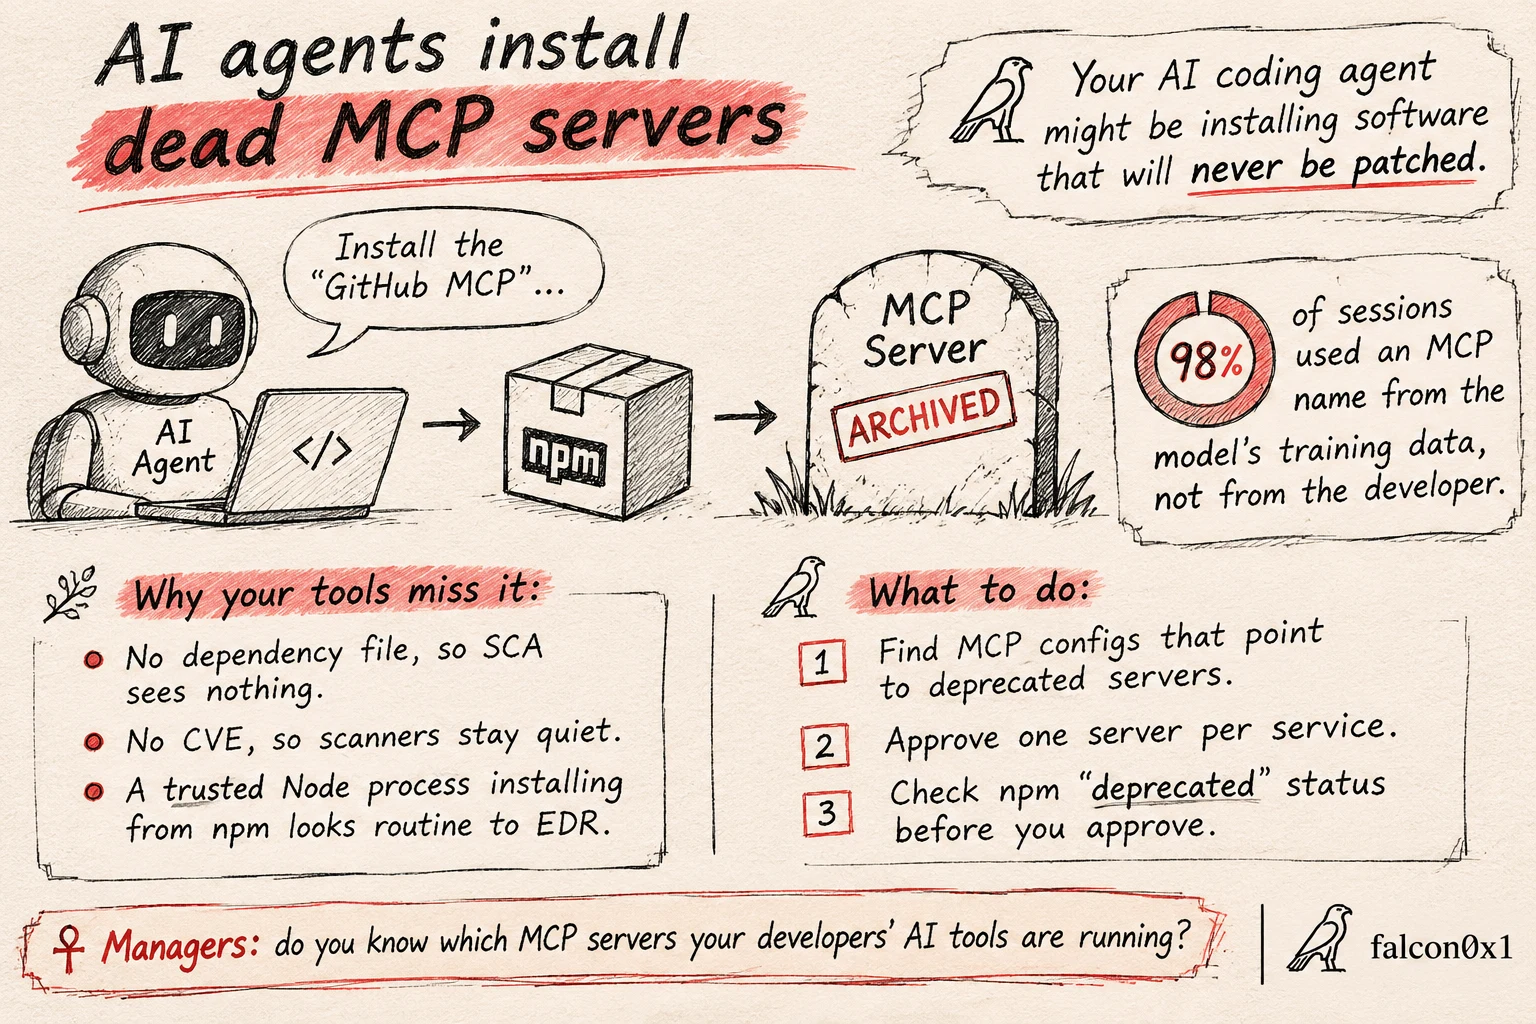 AI agents install
dead MCP servers
Your AI coding agent
might be installing software
that will never be patched.
Install the
“GitHub MCP”...
AI
Agent
</>
npm
MCP
Server
ARCHIVED
98%
of sessions
used an MCP
name from the
model’s training data,
not from the developer.
Why your tools miss it:
No dependency file, so SCA
sees nothing.
No CVE, so scanners stay quiet.
A trusted Node process installing
from npm looks routine to EDR.
What to do:
1 Find MCP configs that point
to deprecated servers.
2 Approve one server per service.
3 Check npm “deprecated” status
before you approve.
Managers: do you know which MCP servers your developers’ AI tools are running?
falcon0x1